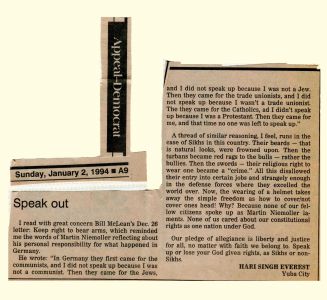 Appeal-Democrat
Sunday, January 2, 1994 ■ A9
Speak out
I read with great concern Bill McLean's Dec. 26
letter. Keep right to bear arms, which reminded
me words of Martin Niemoller reflecting about
his personal responsibility for what happened in
Germany.
He wrote: "In Germany they first came for the
communists, and I did not speak up because I was
not a communist. Then they came for the Jews,
and I did not speak up because I was not a Jew.
Then they came for the trade unionists, and I did
not speak up because I wasn't a trade unionist.
The they came for the Catholics, ad I didn't speak
up because I was a Protestant. Then they came for
me, and that time no one was left to speak up."
A thread of similar reasoning, I feel, runs in the
case of Sikhs in this country. Their beards — that
is natural looks, were frowned upon. Then the
turbans became red rags to the bulls — rather the
bullies. Then the swords — their religious right to
wear one became a "crime." All this disallowed
their entry into certain jobs and strangely enough
in the defense forces where they excelled the
world over. Now, the wearing of a helmet takes
away the simple freedom as how to cover/not
cover ones head! Why? Because none of our fel-
low citizens spoke up as Martin Niemoller la-
ments. None of us cared about our constitutional
rights as one nation under God.
Our pledge of allegiance is liberty and justice
for all, no matter with faith we belong to. Speak
up or lose your God given rights, as Sikhs or non-
Sikhs.
HARI SINGH EVEREST
Yuba City